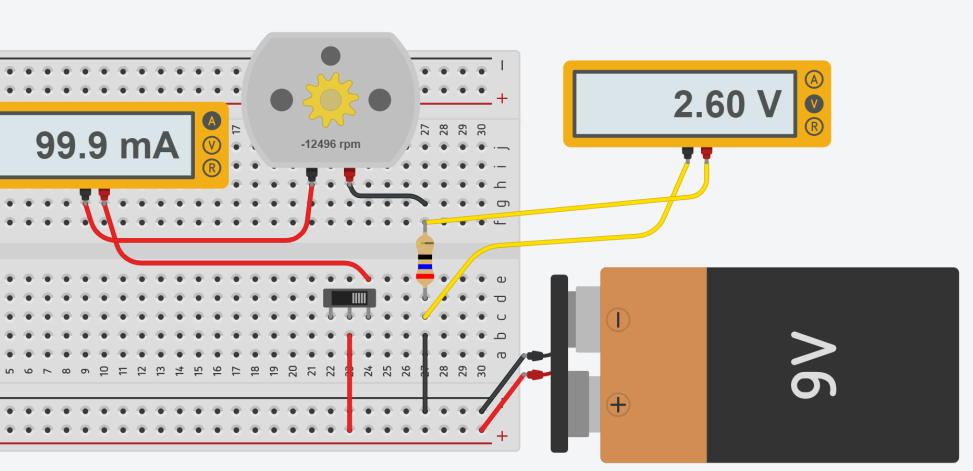 −
+
99.9 mA
A
V
R
17
-12496 rpm
27 28 29 30
j
i
h
g
f
2.60 V
A
V
R
e
d
c
b
a
5 6 7 8 9 10 11 12 13 14 15 16 17 18 19 20 21 22 23 24 25 26 27 28 29 30
−
+
9V
+